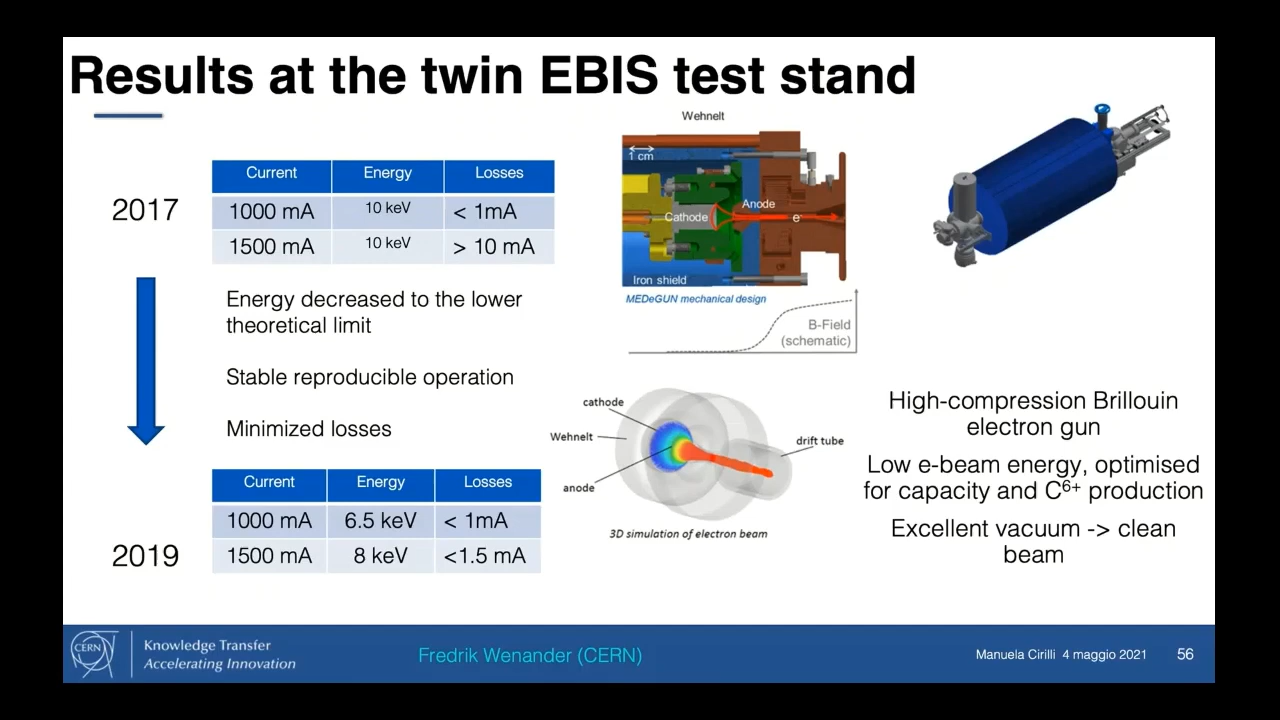 Results at the twin EBIS test stand
2017
Current Energy Losses
1000 mA 10 keV < 1mA
1500 mA 10 keV > 10 mA
Energy decreased to the lower
theoretical limit
Stable reproducible operation
Minimized losses
2019
Current Energy Losses
1000 mA 6.5 keV < 1mA
1500 mA 8 keV <1.5 mA
Wehnelt
1 cm
Anode
Cathode
e-
Iron shield
MEDeGUN mechanical design
B-Field
(schematic)
cathode
Wehnelt
drift tube
anode
3D simulation of electron beam
High-compression Brillouin
electron gun
Low e-beam energy, optimised
for capacity and C6+ production
Excellent vacuum -> clean
beam
CERN
Knowledge Transfer
Accelerating Innovation
Fredrik Wenander (CERN)
Manuela Cirilli 4 maggio 2021
56